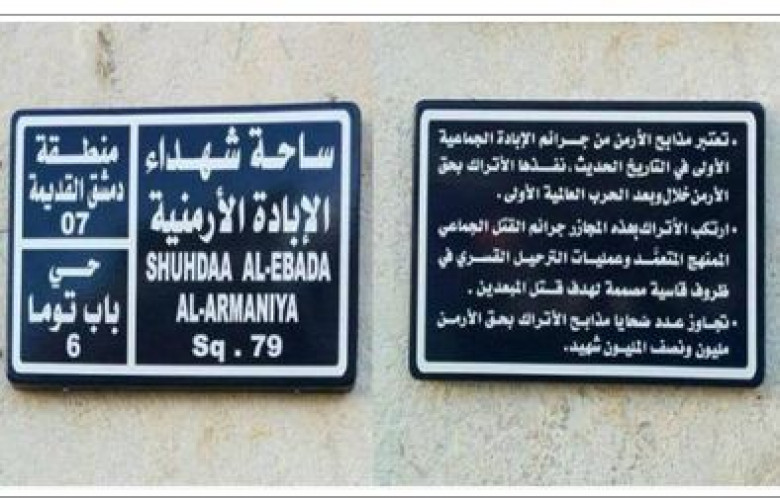 ساحة شهداء
الإبادة الأرمنية
SHUHDAA AL-EBADA
AL-ARMANIYA
Sq . 79
منطقة
دمشق القديمة
07
حي
باب توما
6
• تعتبر مذابح الأرمن من جرائم الإبادة الجماعية
الأولى في التاريخ الحديث، نفذها الأتراك بحق
الأرمن خلال وبعد الحرب العالمية الأولى .
• ارتكب الأتراك بهذه المجازر جرائم القتل الجماعي
الممنهج المتعمَّد وعمليات الترحيل القسري في
ظروف قاسية مصممة لهدف قتل المبعدين .
• تجاوز عدد ضحايا مذابح الأتراك بحق الأرمن
مليون ونصف المليون شهيد.